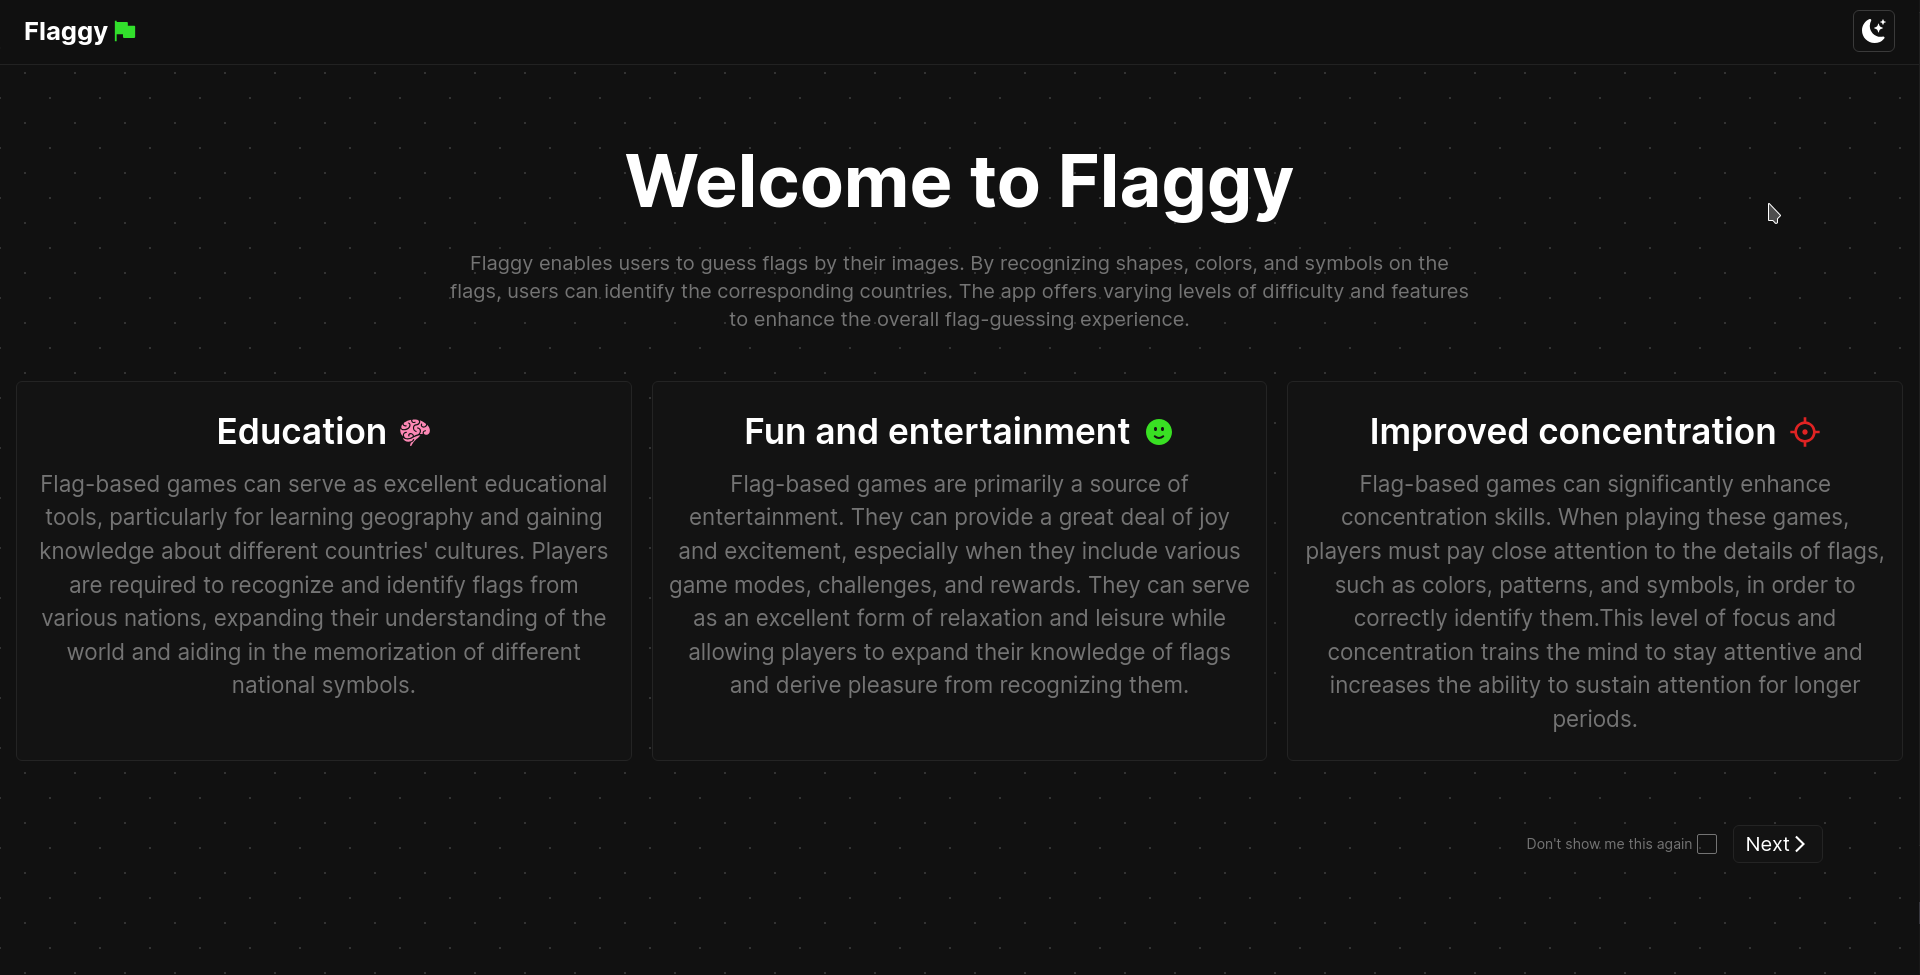 Flaggy
Welcome to Flaggy
Flaggy enables users to guess flags by their images. By recognizing shapes, colors, and symbols on the
flags, users can identify the corresponding countries. The app offers varying levels of difficulty and features
to enhance the overall flag-guessing experience.
Education
Flag-based games can serve as excellent educational
tools, particularly for learning geography and gaining
knowledge about different countries' cultures. Players
are required to recognize and identify flags from
various nations, expanding their understanding of the
world and aiding in the memorization of different
national symbols.
Fun and entertainment
Flag-based games are primarily a source of
entertainment. They can provide a great deal of joy
and excitement, especially when they include various
game modes, challenges, and rewards. They can serve
as an excellent form of relaxation and leisure while
allowing players to expand their knowledge of flags
and derive pleasure from recognizing them.
Improved concentration
Flag-based games can significantly enhance
concentration skills. When playing these games,
players must pay close attention to the details of flags,
such as colors, patterns, and symbols, in order to
correctly identify them.This level of focus and
concentration trains the mind to stay attentive and
increases the ability to sustain attention for longer
periods.
Don't show me this again
Next